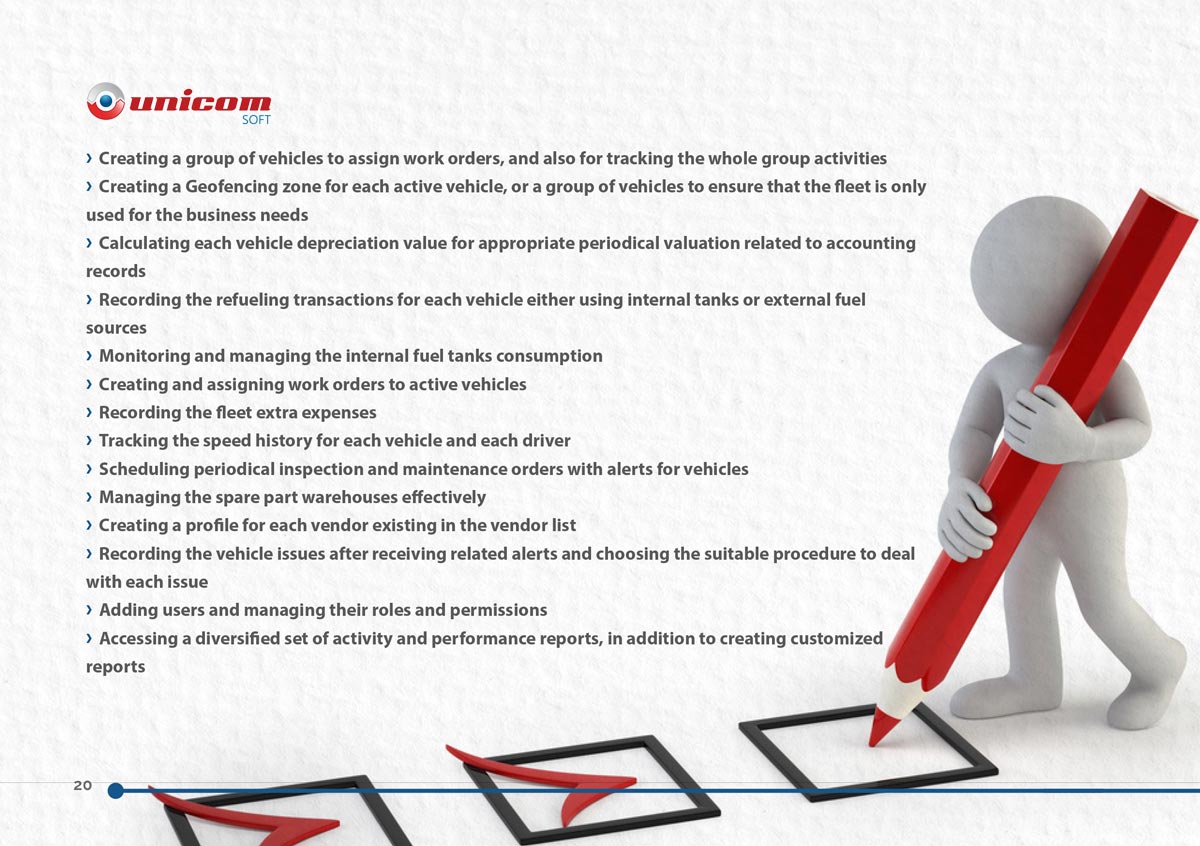 unicom
SOFT
› Creating a group of vehicles to assign work orders, and also for tracking the whole group activities
› Creating a Geofencing zone for each active vehicle, or a group of vehicles to ensure that the fleet is only
used for the business needs
› Calculating each vehicle depreciation value for appropriate periodical valuation related to accounting
records
› Recording the refueling transactions for each vehicle either using internal tanks or external fuel
sources
› Monitoring and managing the internal fuel tanks consumption
› Creating and assigning work orders to active vehicles
› Recording the fleet extra expenses
› Tracking the speed history for each vehicle and each driver
› Scheduling periodical inspection and maintenance orders with alerts for vehicles
› Managing the spare part warehouses effectively
› Creating a profile for each vendor existing in the vendor list
› Recording the vehicle issues after receiving related alerts and choosing the suitable procedure to deal
with each issue
› Adding users and managing their roles and permissions
› Accessing a diversified set of activity and performance reports, in addition to creating customized
reports
20